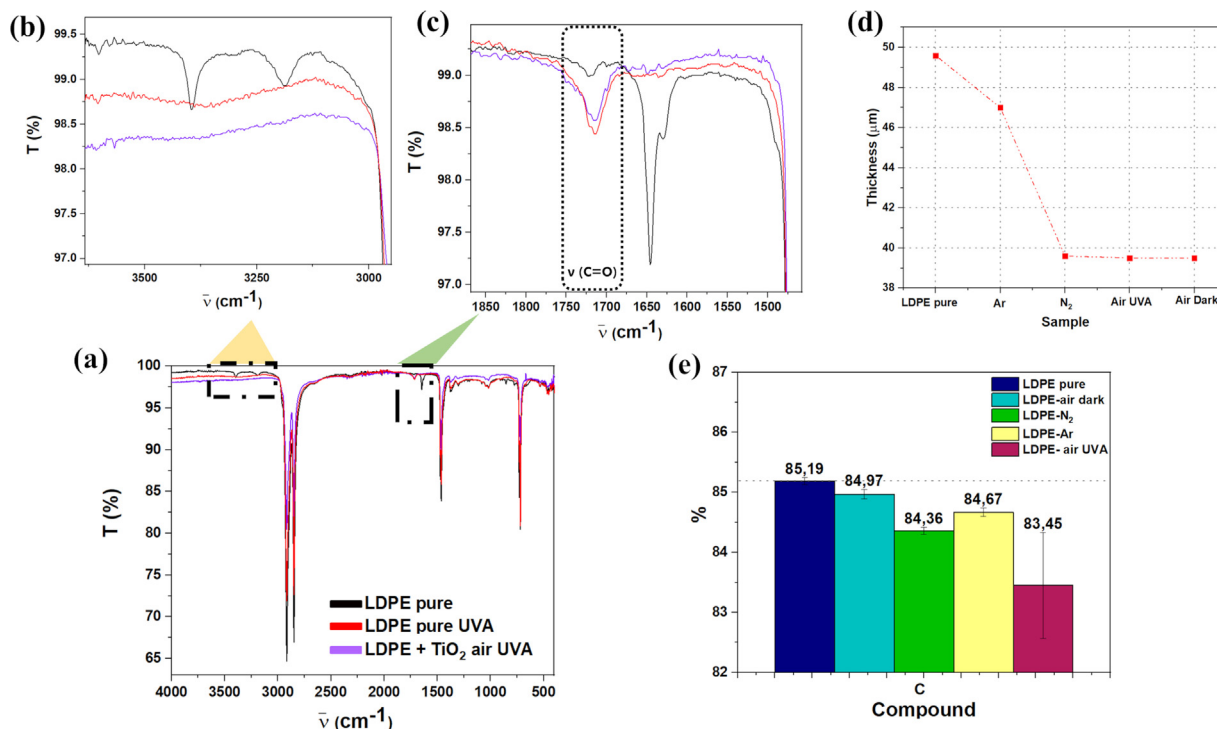 (b)
99.5
99.0
98.5
98.0
97.5
97.0
T (%)
3500
3250
3000
ν̄ (cm-1)
(c)
99.0
98.5
98.0
97.5
97.0
T (%)
ν (C=O)
1850
1800
1750
1700
1650
1600
1550
1500
ν̄ (cm-1)
(d)
50
48
46
44
42
40
38
Thickness (μm)
LDPE pure
Ar
N2
Air UVA
Air Dark
Sample
(a)
100
95
90
85
80
75
70
65
T (%)
LDPE pure
LDPE pure UVA
LDPE + TiO2 air UVA
4000
3500
3000
2500
2000
1500
1000
500
ν̄ (cm-1)
(e)
87
86
85
84
83
82
%
LDPE pure
LDPE-air dark
LDPE-N2
LDPE-Ar
LDPE- air UVA
85,19
84,97
84,36
84,67
83,45
C
Compound